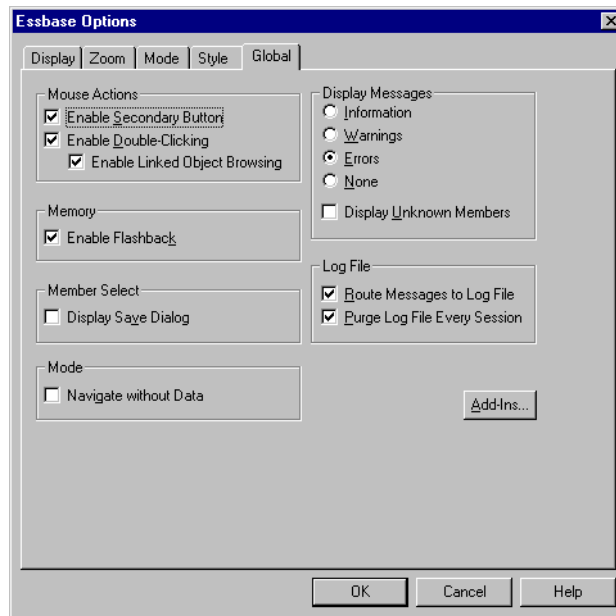 Essbase Options
Display
Zoom
Mode
Style
Global
Mouse Actions
Enable Secondary Button
Enable Double-Clicking
Enable Linked Object Browsing
Memory
Enable Flashback
Member Select
Display Save Dialog
Mode
Navigate without Data
Display Messages
Information
Warnings
Errors
None
Display Unknown Members
Log File
Route Messages to Log File
Purge Log File Every Session
Add-Ins...
OK
Cancel
Help